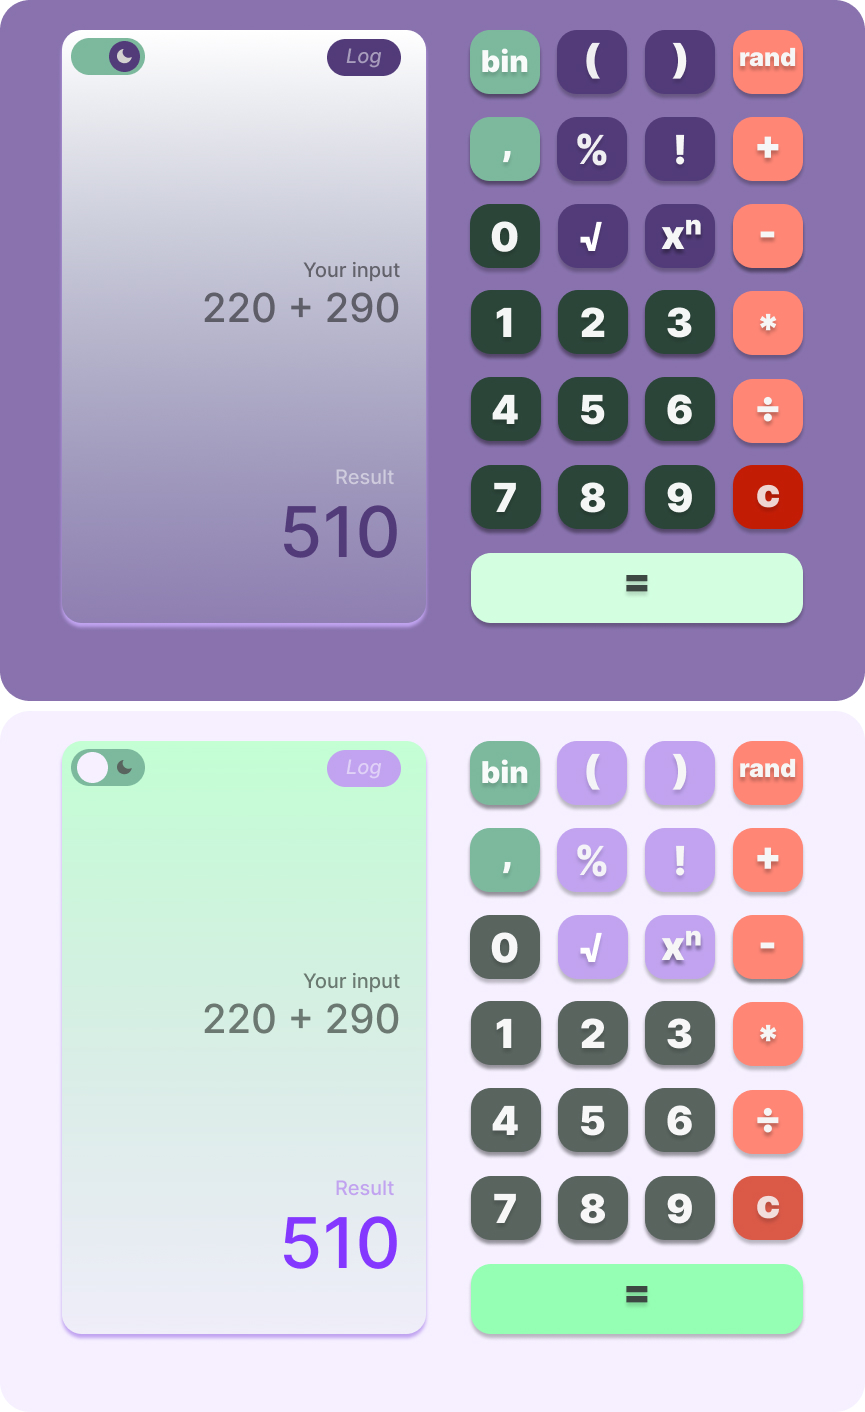 Log
Your input
220 + 290
Result
510
bin ( ) rand
, % ! +
0 √ xⁿ -
1 2 3 *
4 5 6 ÷
7 8 9 c
=
Log
Your input
220 + 290
Result
510
bin ( ) rand
, % ! +
0 √ xⁿ -
1 2 3 *
4 5 6 ÷
7 8 9 c
=